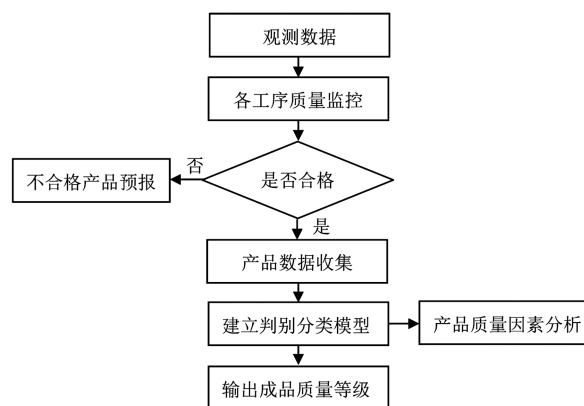 观测数据
各工序质量监控
否
不合格产品预报
是否合格
是
产品数据收集
建立判别分类模型
产品质量因素分析
输出成品质量等级